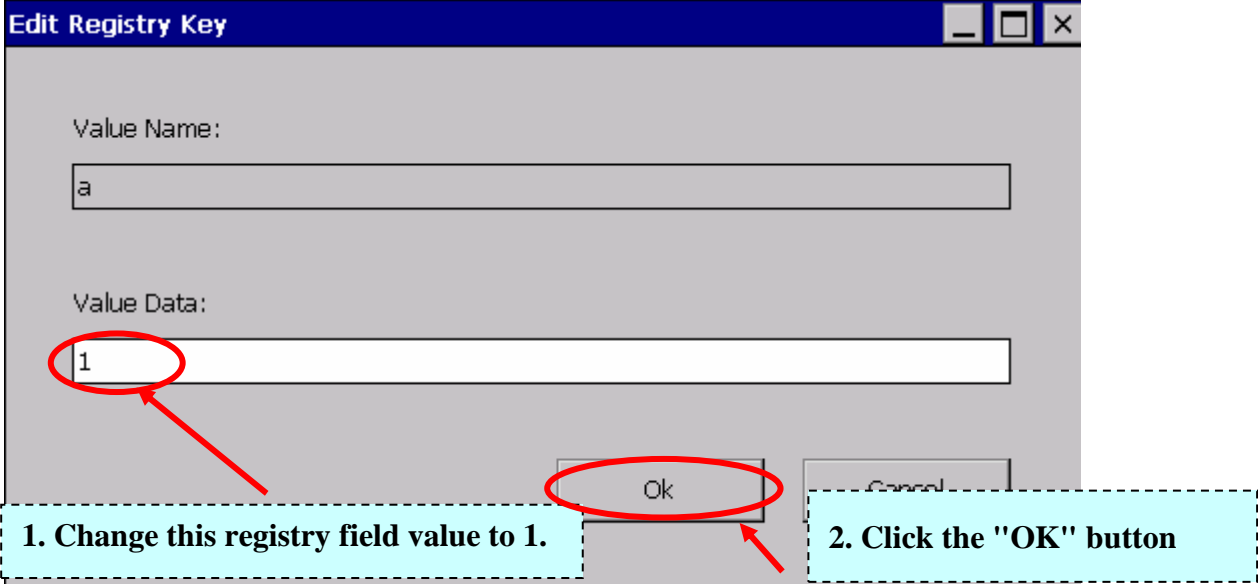 Edit Registry Key
Value Name:
a
Value Data:
1
Ok
Cancel
1. Change this registry field value to 1.
2. Click the "OK" button